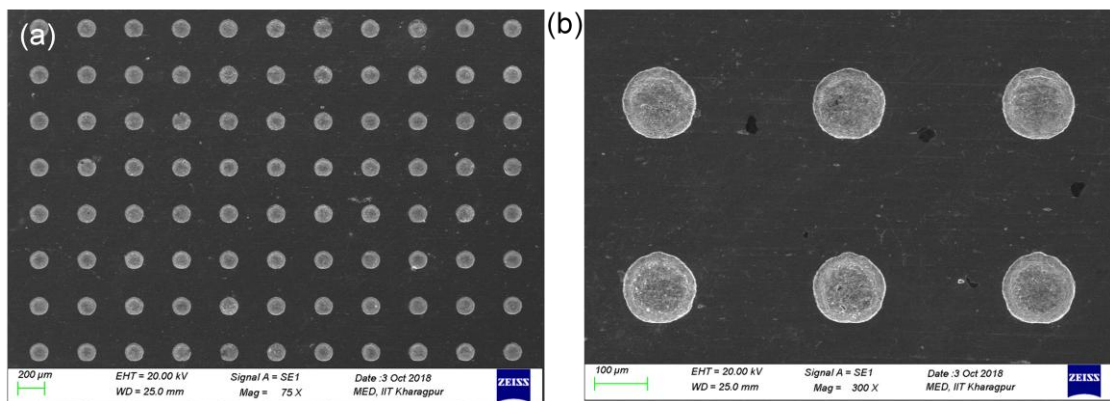 (a)
(b)
200 µm
EHT = 20.00 kV
Signal A = SE1
Date :3 Oct 2018
WD = 25.0 mm
Mag = 75 X
MED, IIT Kharagpur
ZEISS
100 µm
EHT = 20.00 kV
Signal A = SE1
Date :3 Oct 2018
WD = 25.0 mm
Mag = 300 X
MED, IIT Kharagpur
ZEISS